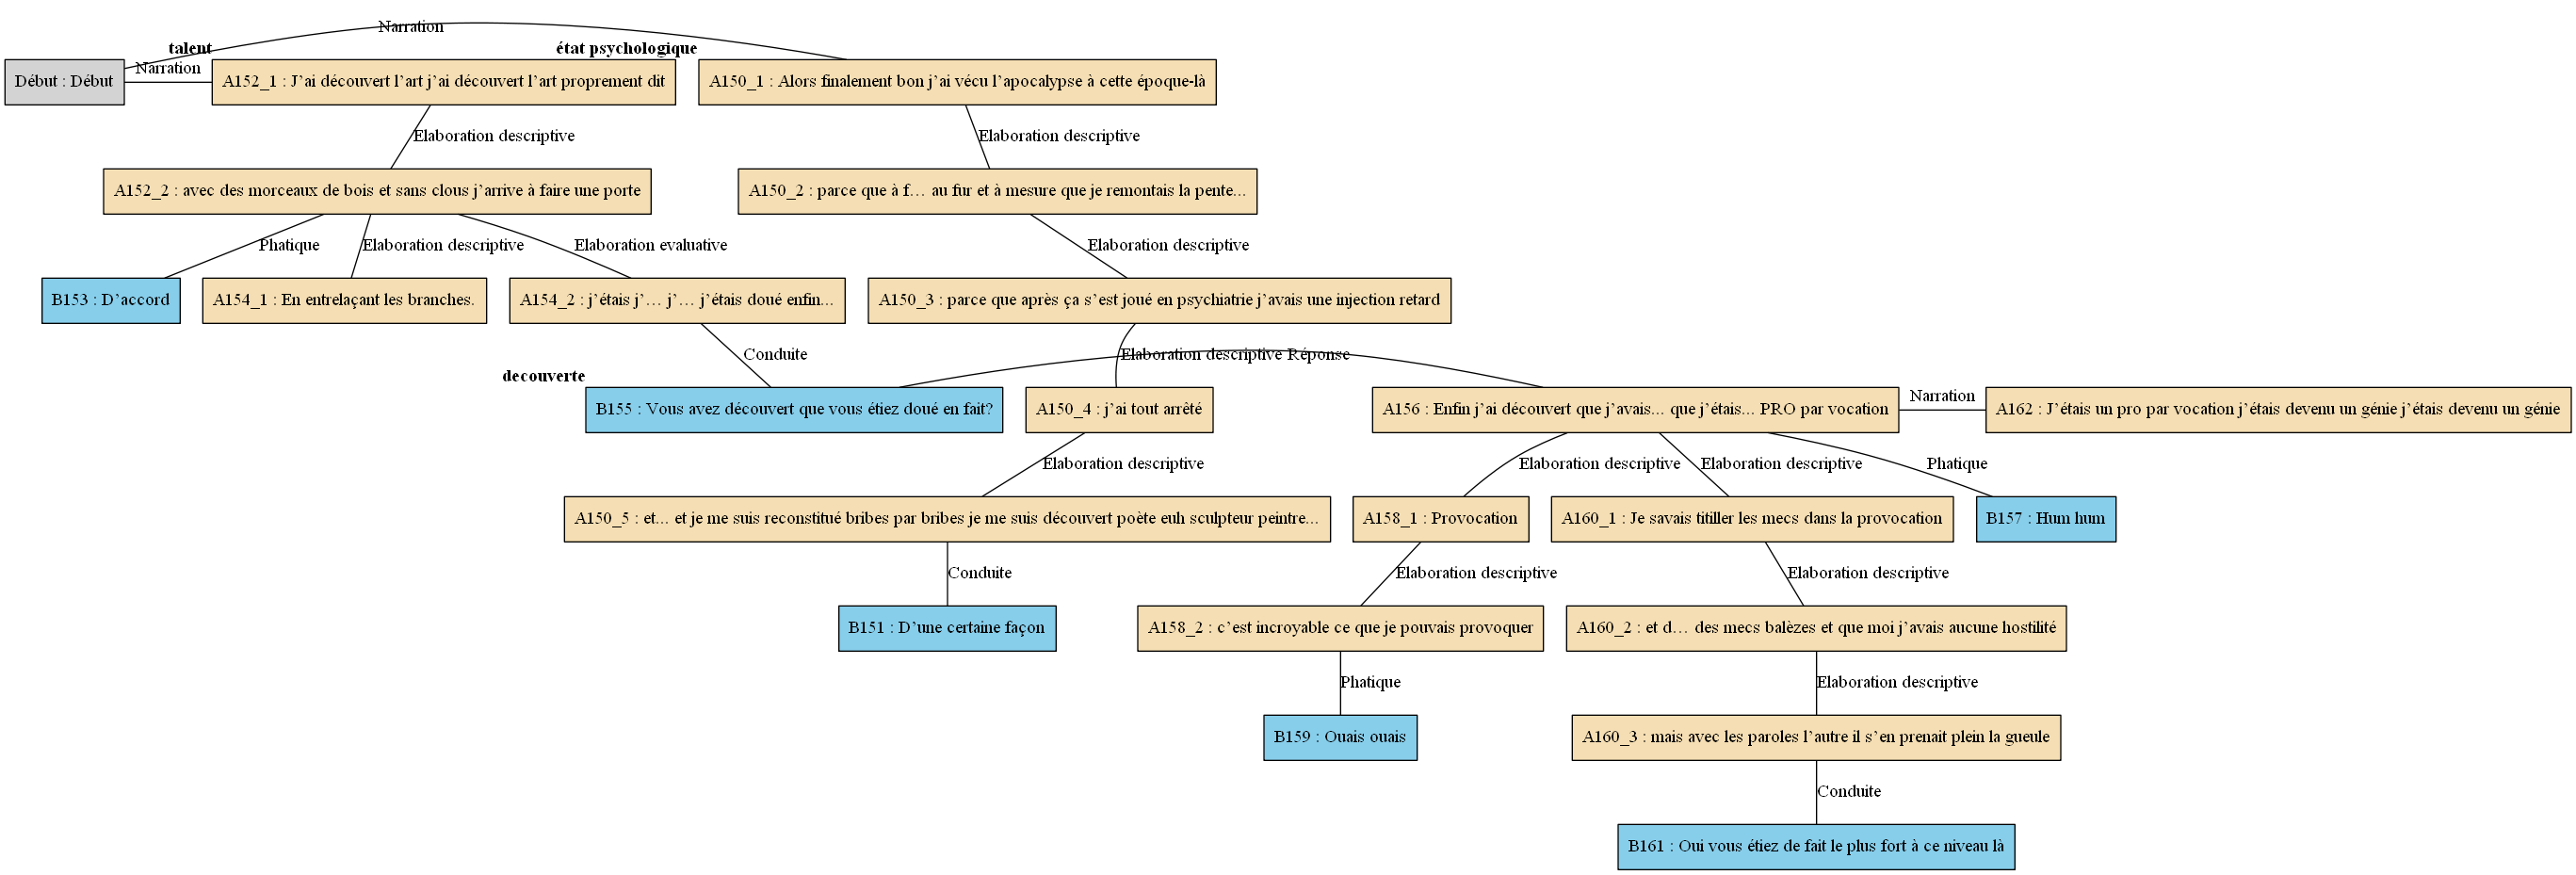 Narration
talent
état psychologique
Début : Début
Narration
A152_1 : J'ai découvert l'art j'ai découvert l'art proprement dit
A150_1 : Alors finalement bon j'ai vécu l'apocalypse à cette époque-là
Elaboration descriptive
Elaboration descriptive
A152_2 : avec des morceaux de bois et sans clous j'arrive à faire une porte
A150_2 : parce que à f… au fur et à mesure que je remontais la pente...
Phatique
Elaboration descriptive
Elaboration evaluative
Elaboration descriptive
B153 : D'accord
A154_1 : En entrelaçant les branches.
A154_2 : j'étais j'… j'… j'étais doué enfin...
A150_3 : parce que après ça s'est joué en psychiatrie j'avais une injection retard
Conduite
Elaboration descriptive
Réponse
decouverte
B155 : Vous avez découvert que vous étiez doué en fait?
A150_4 : j'ai tout arrêté
A156 : Enfin j'ai découvert que j'avais... que j'étais... PRO par vocation
Narration
A162 : J'étais un pro par vocation j'étais devenu un génie j'étais devenu un génie
Elaboration descriptive
Elaboration descriptive
Elaboration descriptive
Phatique
A150_5 : et... et je me suis reconstitué bribes par bribes je me suis découvert poète euh sculpteur peintre...
A158_1 : Provocation
A160_1 : Je savais titiller les mecs dans la provocation
B157 : Hum hum
Conduite
Elaboration descriptive
Elaboration descriptive
B151 : D'une certaine façon
A158_2 : c'est incroyable ce que je pouvais provoquer
A160_2 : et d… des mecs balèzes et que moi j'avais aucune hostilité
Phatique
Elaboration descriptive
B159 : Ouais ouais
A160_3 : mais avec les paroles l'autre il s'en prenait plein la gueule
Conduite
B161 : Oui vous étiez de fait le plus fort à ce niveau là